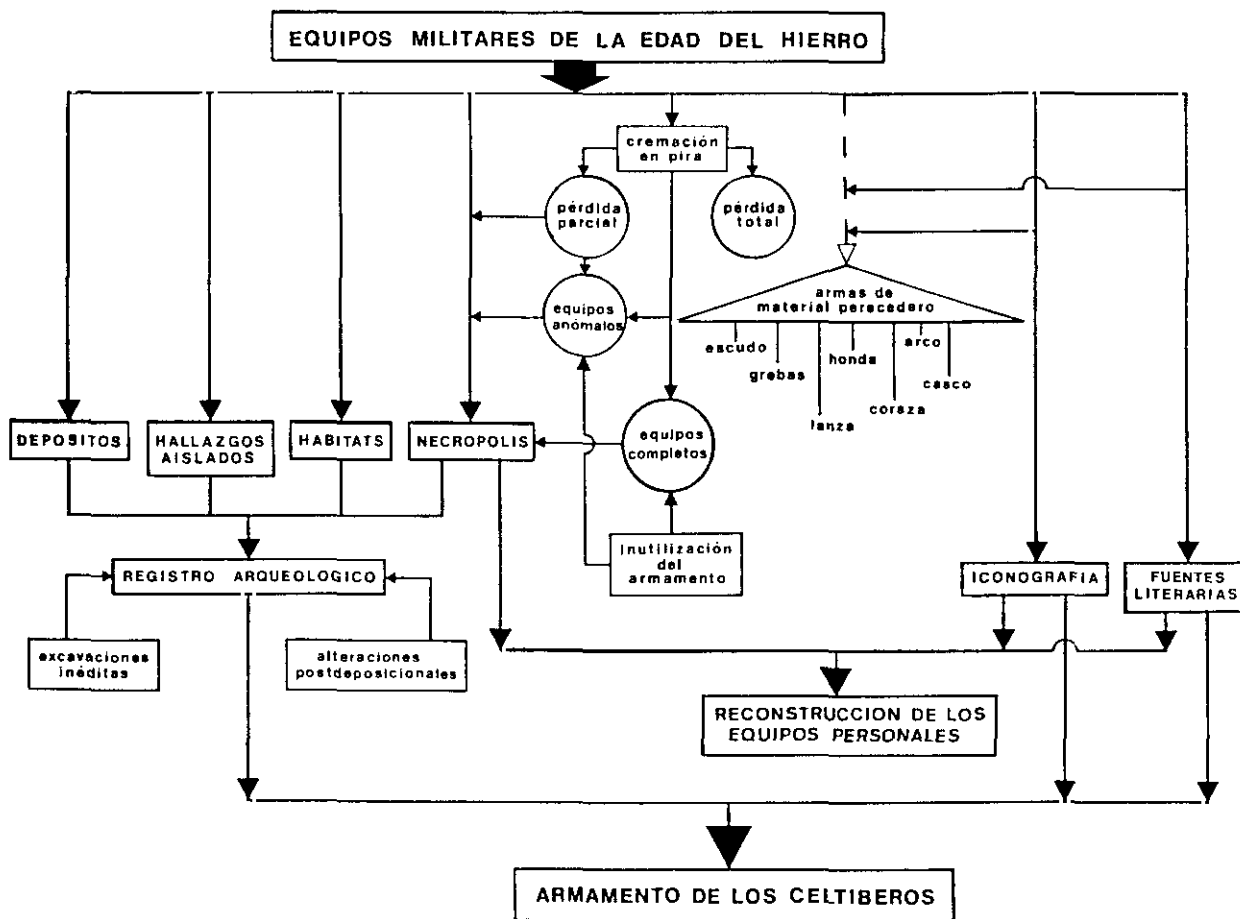 EQUIPOS MILITARES DE LA EDAD DEL HIERRO
cremación
en pira
pérdida
parcial
pérdida
total
equipos
anómalos
armas de
material perecedero
escudo
grebas
lanza
honda
coraza
arco
casco
DEPOSITOS
HALLAZGOS
AISLADOS
HABITATS
NECROPOLIS
equipos
completos
Inutilización
del
armamento
REGISTRO ARQUEOLOGICO
ICONOGRAFIA
FUENTES
LITERARIAS
excavaciones
inéditas
alteraciones
postdeposicionales
RECONSTRUCCION DE LOS
EQUIPOS PERSONALES
ARMAMENTO DE LOS CELTIBEROS